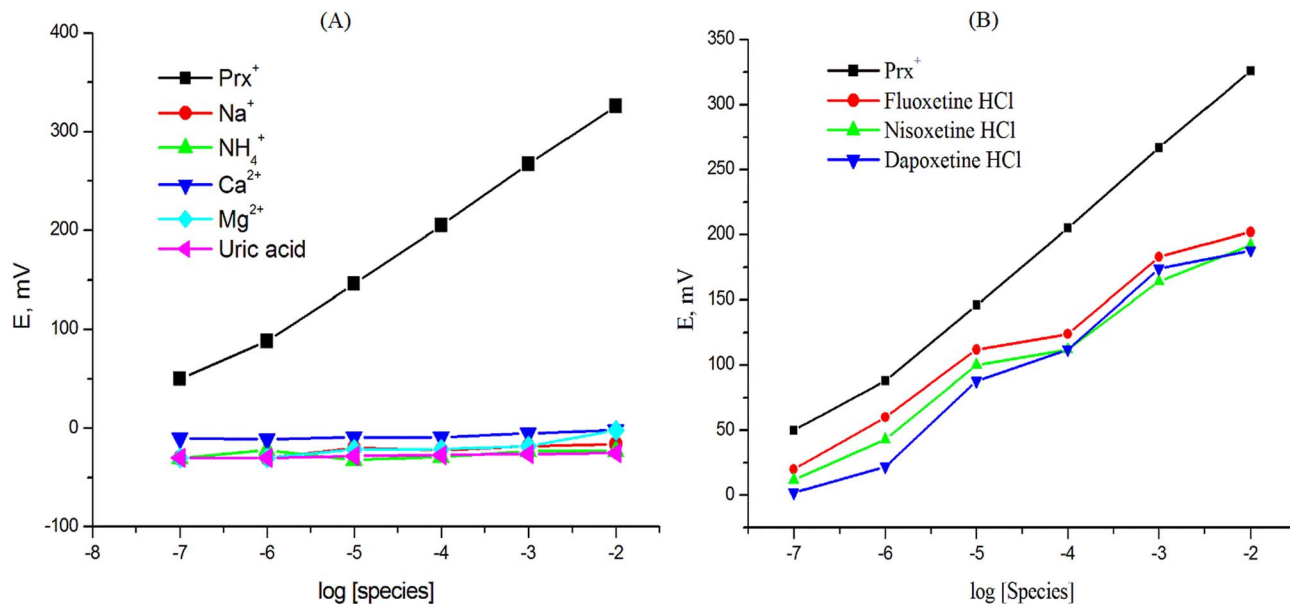 (A)
400
300
200
100
0
-100
E, mV
Prx⁺
Na⁺
NH₄⁺
Ca²⁺
Mg²⁺
Uric acid
-8 -7 -6 -5 -4 -3 -2
log [species]
(B)
350
300
250
200
150
100
50
0
E, mV
Prx⁺
Fluoxetine HCl
Nisoxetine HCl
Dapoxetine HCl
-7 -6 -5 -4 -3 -2
log [Species]